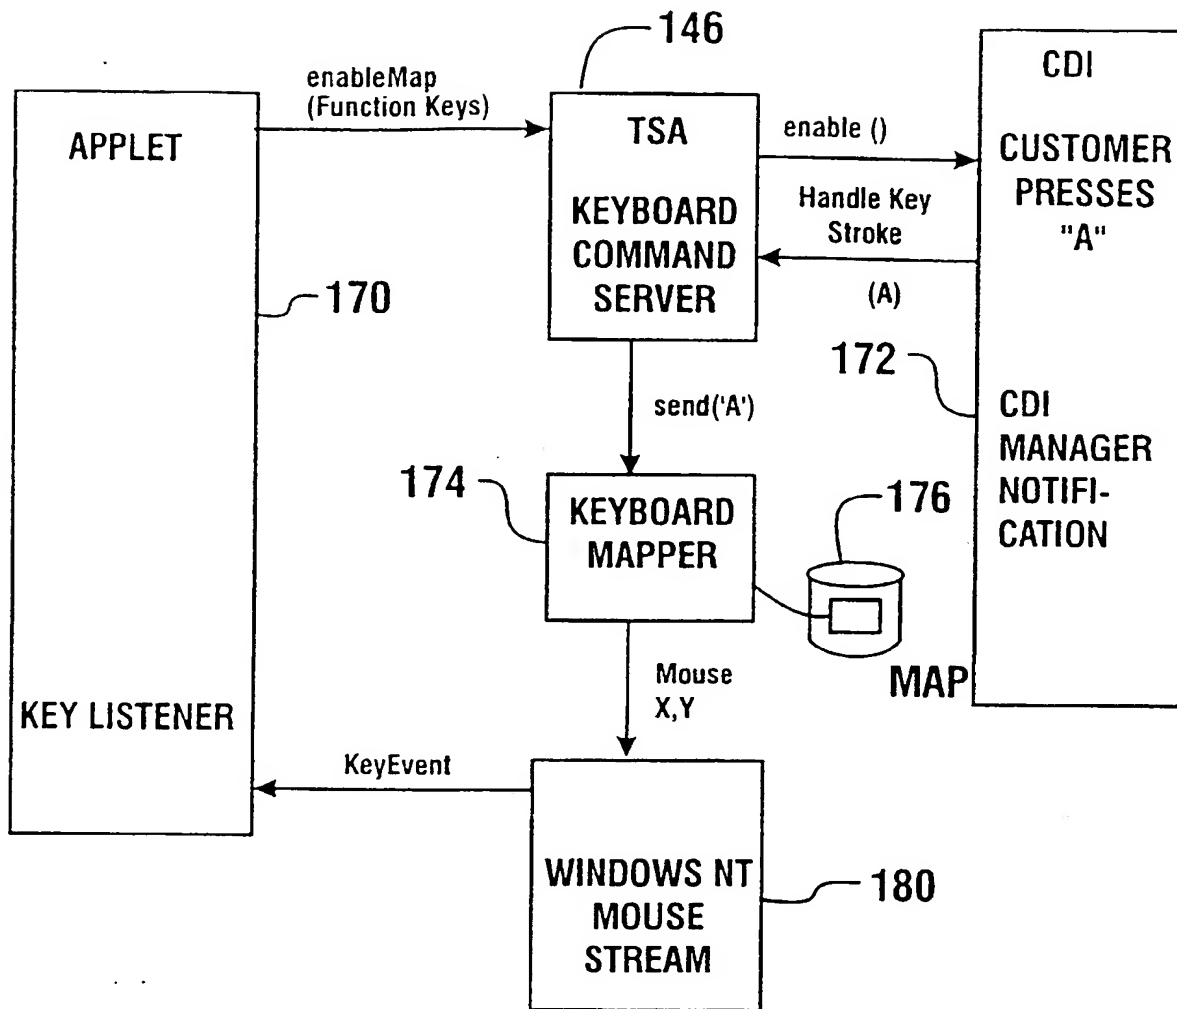 146
CDI
enableMap
(Function Keys)
APPLET
TSA
enable ()
CUSTOMER
PRESSES
"A"
KEYBOARD
COMMAND
SERVER
Handle Key
Stroke
(A)
170
172
send('A')
CDI
MANAGER
NOTIFI-
CATION
174
KEYBOARD
MAPPER
176
MAP
Mouse
X,Y
KEY LISTENER
KeyEvent
WINDOWS NT
MOUSE
STREAM
180